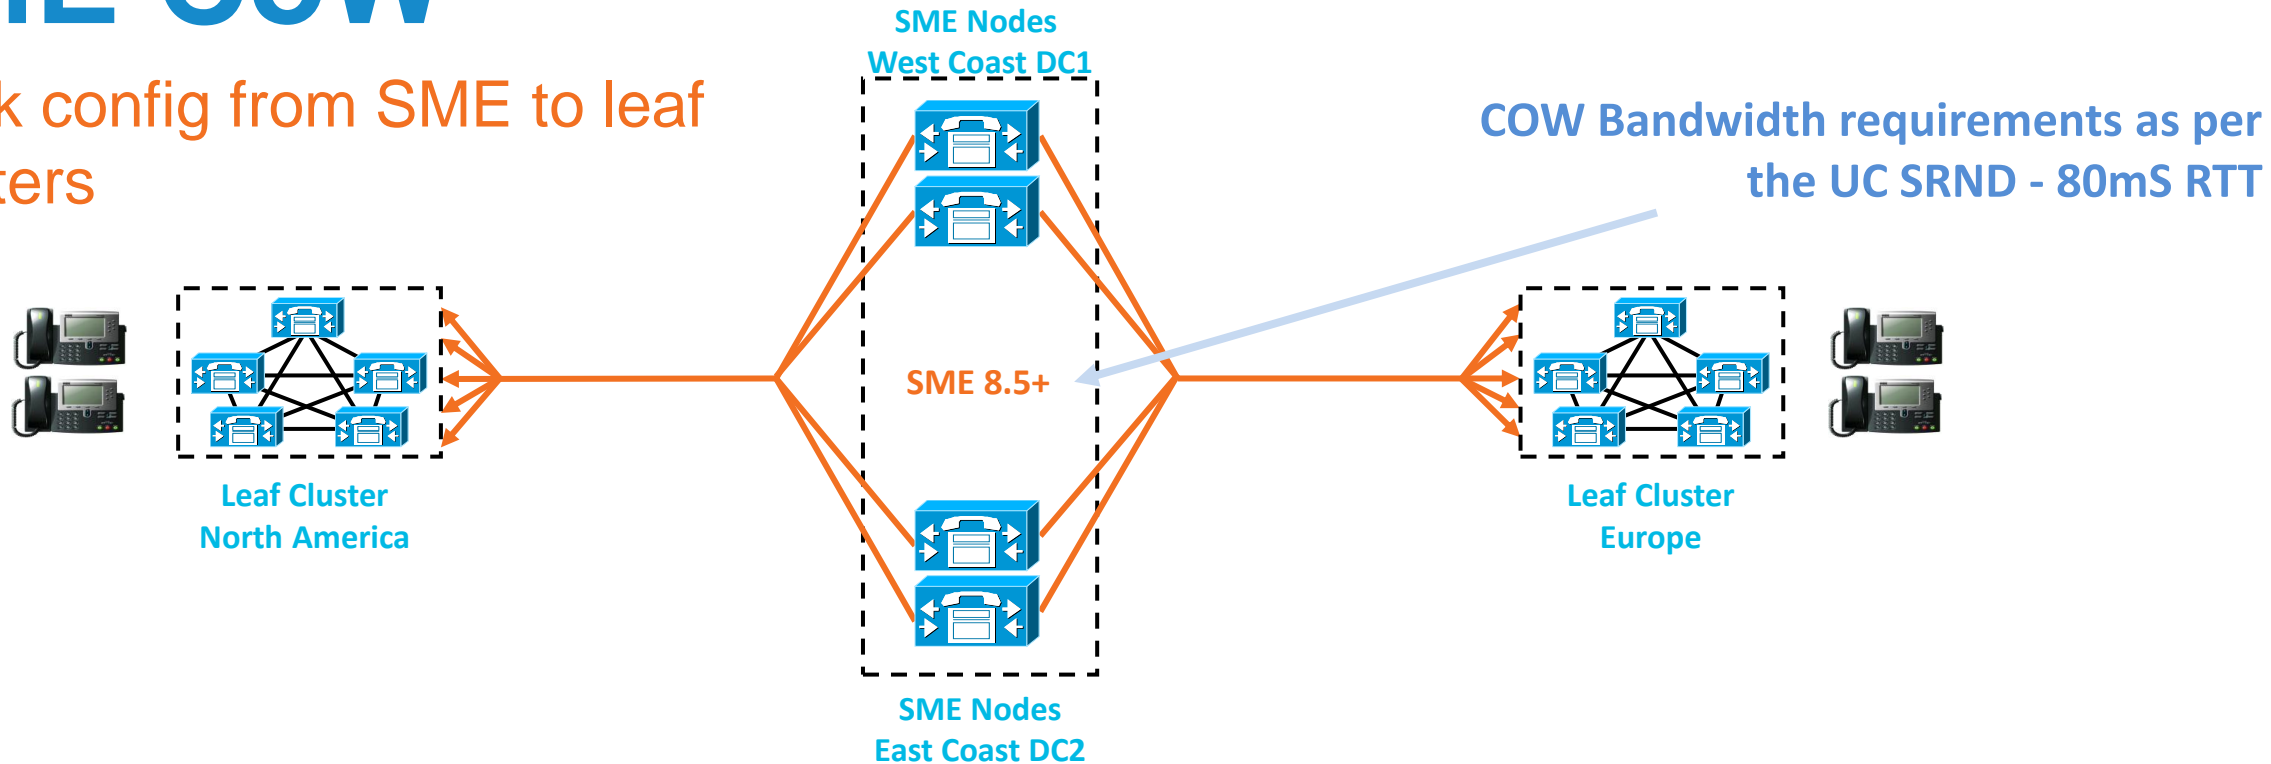 COW
config from SME to leaf
SME Nodes
West Coast DC1
COW Bandwidth requirements as per
the UC SRND - 80mS RTT
SME 8.5+
Leaf Cluster
North America
Leaf Cluster
Europe
SME Nodes
East Coast DC2